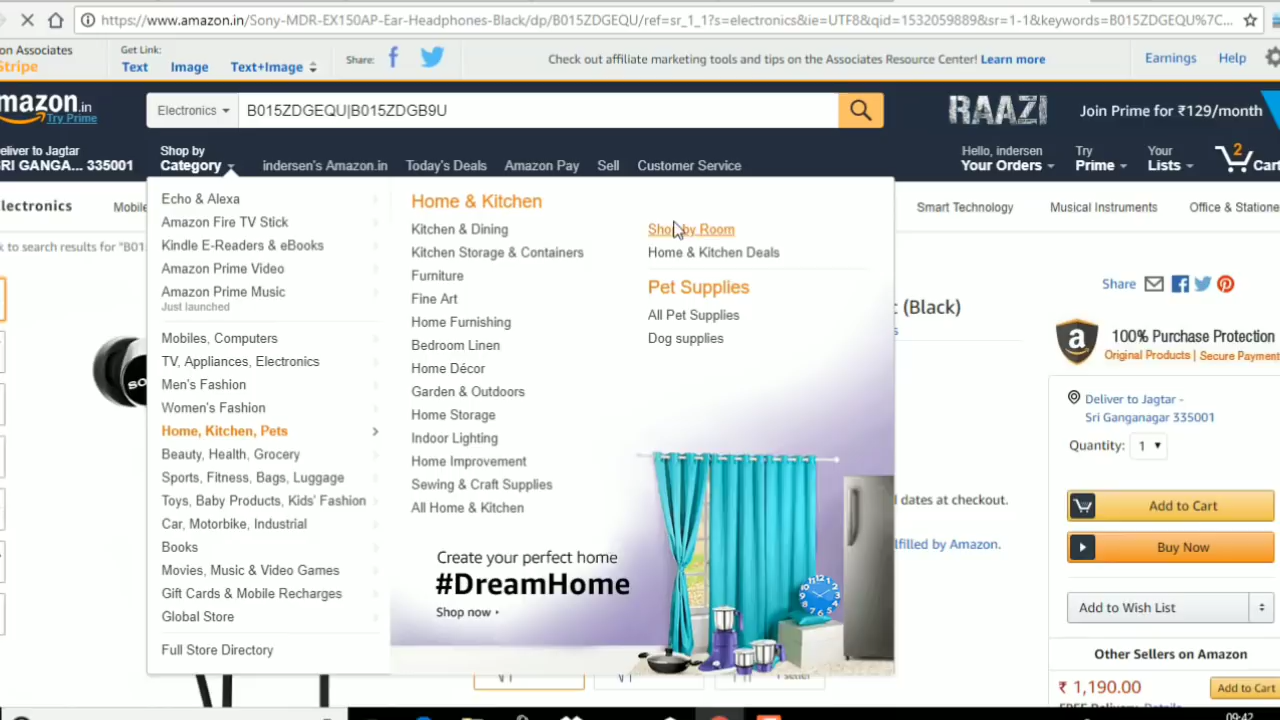 https://www.amazon.in/Sony-MDR-EX150AP-Ear-Headphones-Black/dp/B015ZDGEQU/ref=sr_1_1?s=electronics&ie=UTF8&qid=1532059889&sr=1-1&keywords=B015ZDGEQU%7C...
on Associates
Stripe
Get Link:
Text Image Text+Image
Share:
Check out affiliate marketing tools and tips on the Associates Resource Center! Learn more
Earnings Help
mazon.in
Try Prime
Electronics
B015ZDGEQU|B015ZDGB9U
RAAZI
Join Prime for ₹129/month
eliver to Jagtar
SRI GANGA... 335001
Shop by
Category
indersen's Amazon.in Today's Deals Amazon Pay Sell Customer Service
Hello, indersen
Your Orders
Try
Prime
Your
Lists
2
Cart
lectronics
Mobile
Smart Technology Musical Instruments Office & Statione
k to search results for "B01
Echo & Alexa
Amazon Fire TV Stick
Kindle E-Readers & eBooks
Amazon Prime Video
Amazon Prime Music
Just launched
Mobiles, Computers
TV, Appliances, Electronics
Men's Fashion
Women's Fashion
Home, Kitchen, Pets
Beauty, Health, Grocery
Sports, Fitness, Bags, Luggage
Toys, Baby Products, Kids' Fashion
Car, Motorbike, Industrial
Books
Movies, Music & Video Games
Gift Cards & Mobile Recharges
Global Store
Full Store Directory
Home & Kitchen
Kitchen & Dining
Kitchen Storage & Containers
Furniture
Fine Art
Home Furnishing
Bedroom Linen
Home Décor
Garden & Outdoors
Home Storage
Indoor Lighting
Home Improvement
Sewing & Craft Supplies
All Home & Kitchen
Shop by Room
Home & Kitchen Deals
Pet Supplies
All Pet Supplies
Dog supplies
Create your perfect home
#DreamHome
Shop now
SO
(Black)
dates at checkout.
lfilled by Amazon.
Share
100% Purchase Protection
Original Products | Secure Payment
Deliver to Jagtar -
Sri Ganganagar 335001
Quantity: 1
Add to Cart
Buy Now
Add to Wish List
Other Sellers on Amazon
₹ 1,190.00
Add to Cart
09:42